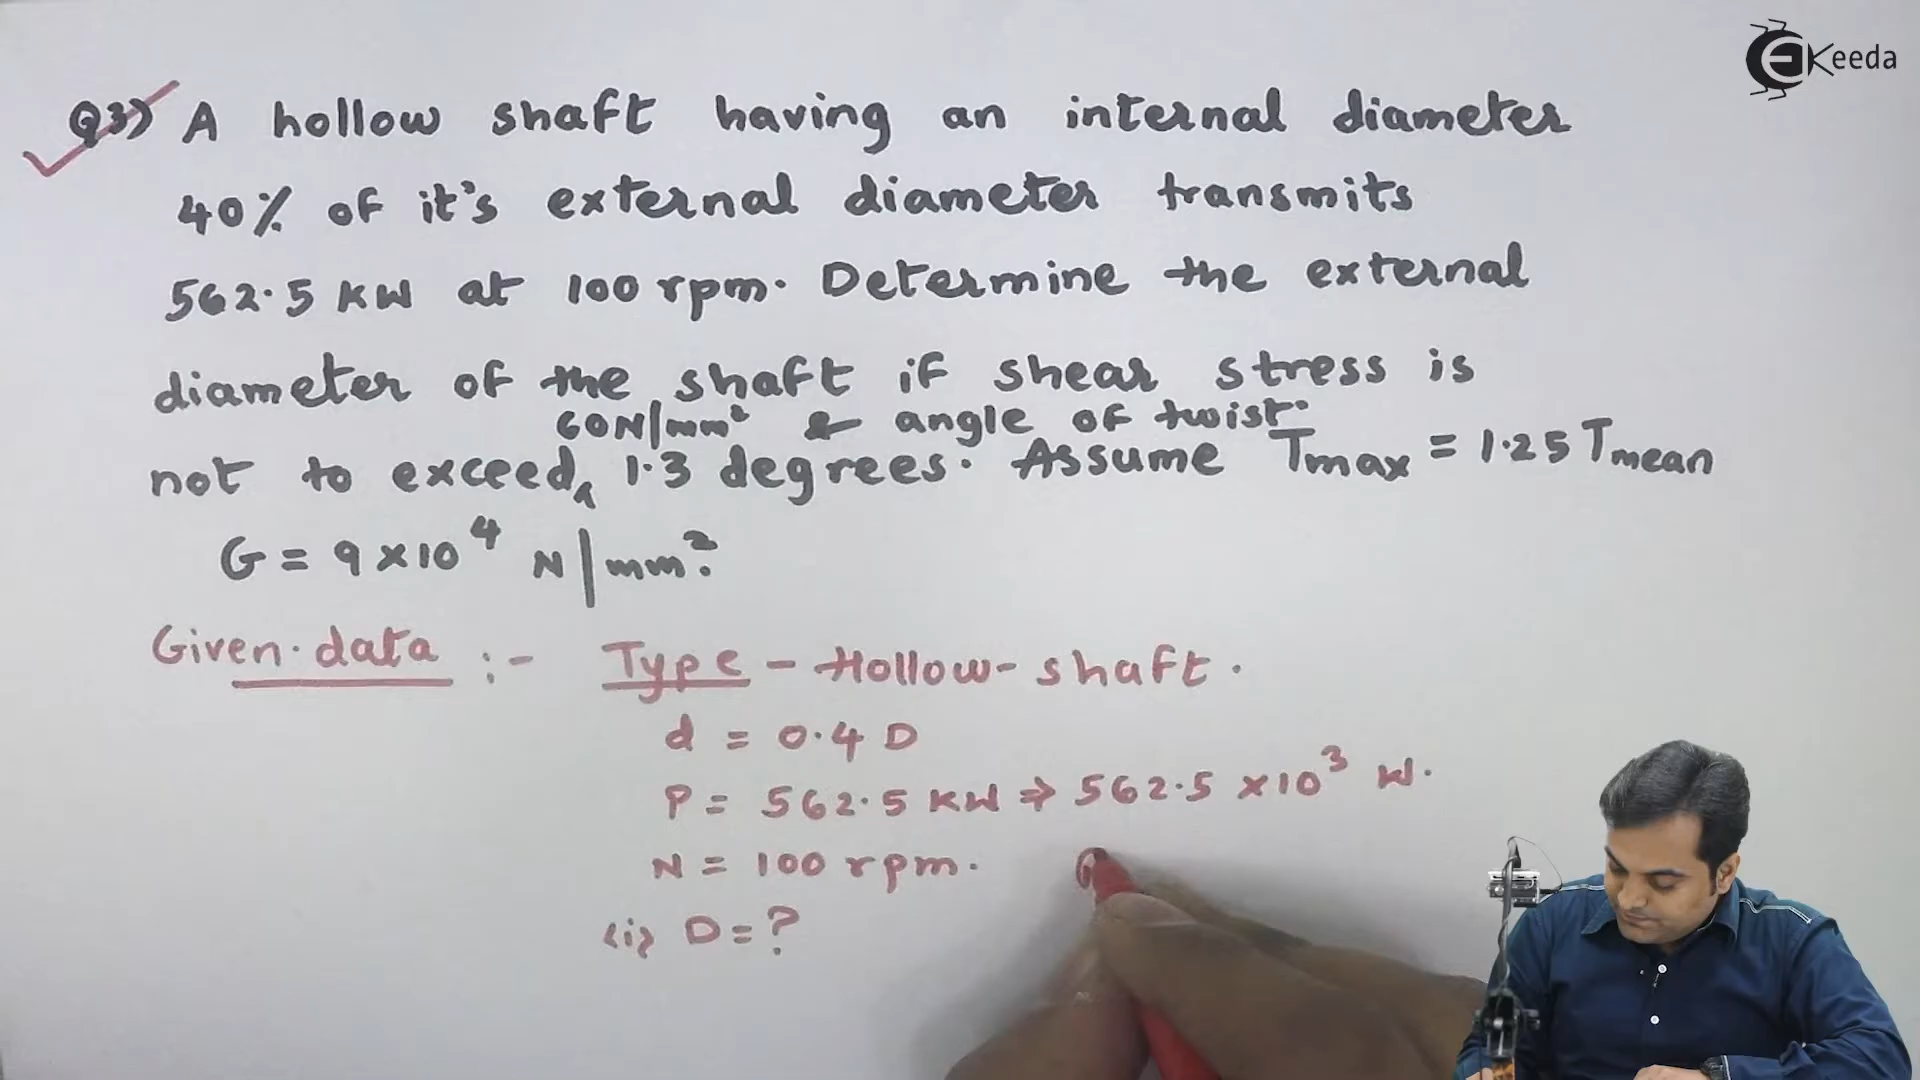 Keeda
Q3) A hollow shaft having an internal diameter
40% of it's external diameter transmits
562.5 KW at 100 rpm. Determine the external
diameter of the shaft if shear stress is
60N/mm² & angle of twist
not to exceed 1.3 degrees. Assume Tmax = 1.25 Tmean
G = 9×10⁴ N/mm².
Given data :- Type - Hollow-shaft.
d = 0.4 D
P = 562.5 KW ⇒ 562.5 ×10³ W.
N = 100 rpm.
(i) D = ?